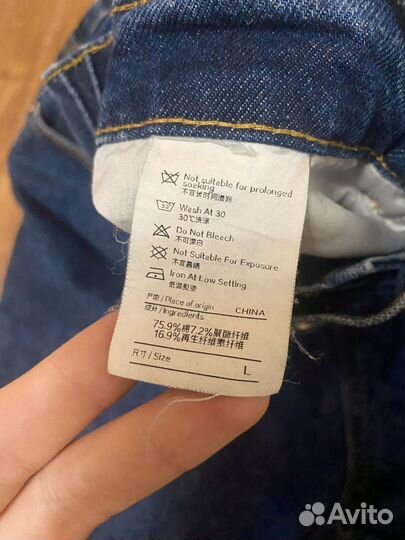 Not suitable for prolonged
soaking
不宜长时间浸泡
30 Wash At 30
30℃洗涤
Do Not Bleach
不可漂白
Not Suitable For Exposure
不宜暴晒
Iron At Low Setting
低温熨烫
产地 / Place of origin CHINA
成分 / Ingredients
75.9%棉7.2%聚酯纤维
16.9%再生纤维素纤维
尺寸 / Size L
Avito